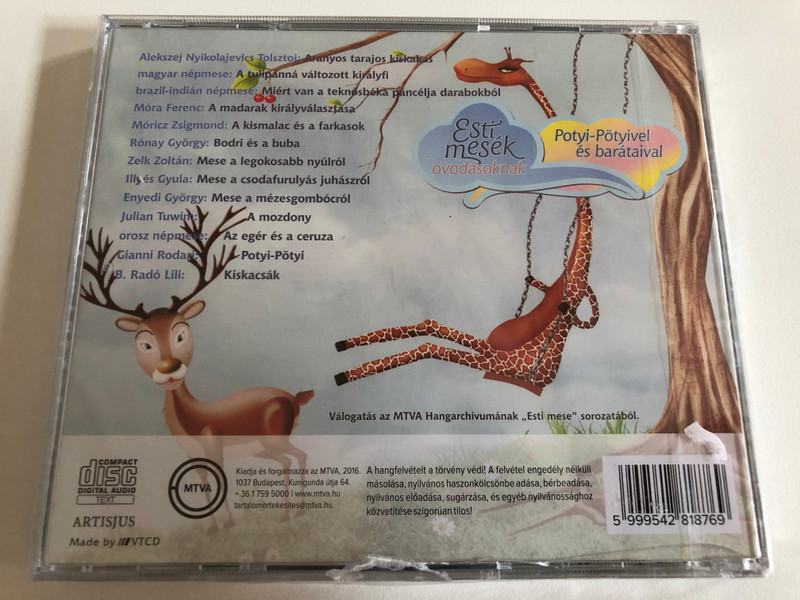 Alekszej Nyikolajevics Tolsztoj: Aranyos tarajos kiskakas
magyar népmese: A tulipánná változott királyfi
brazil-indián népmese: Miért van a teknősbéka páncélja darabokból
Móra Ferenc: A madarak királyválasztása
Móricz Zsigmond: A kismalac és a farkasok
Rónay György: Bodri és a buba
Zelk Zoltán: Mese a legokosabb nyúlról
Illyés Gyula: Mese a csodafurulyás juhászról
Enyedi György: Mese a mézesgombócról
Julian Tuwim: A mozdony
orosz népmese: Az egér és a ceruza
Gianni Rodari: Potyi-Pötyi
B. Radó Lili: Kiskacsák
Esti
mesék
óvodásoknak
Potyi-Pötyivel
és barátaival
Válogatás az MTVA Hangarchivumának „Esti mese” sorozatából.
COMPACT
disc
DIGITAL AUDIO
TEXT
ARTISJUS
Made by VTCD
MTVA
Kiadja és forgalmazza az MTVA, 2016.
1037 Budapest, Kunigunda útja 64.
+ 36 1 759 5000 | www.mtva.hu
tartalomertekesites@mtva.hu
A hangfelvételt a törvény védi! A felvétel engedély nélküli
másolása, nyilvános haszonkölcsönbe adása, bérbeadása,
nyilvános előadása, sugárzása, és egyéb nyilvánossághoz
közvetítése szigorúan tilos!
5 999542 818769